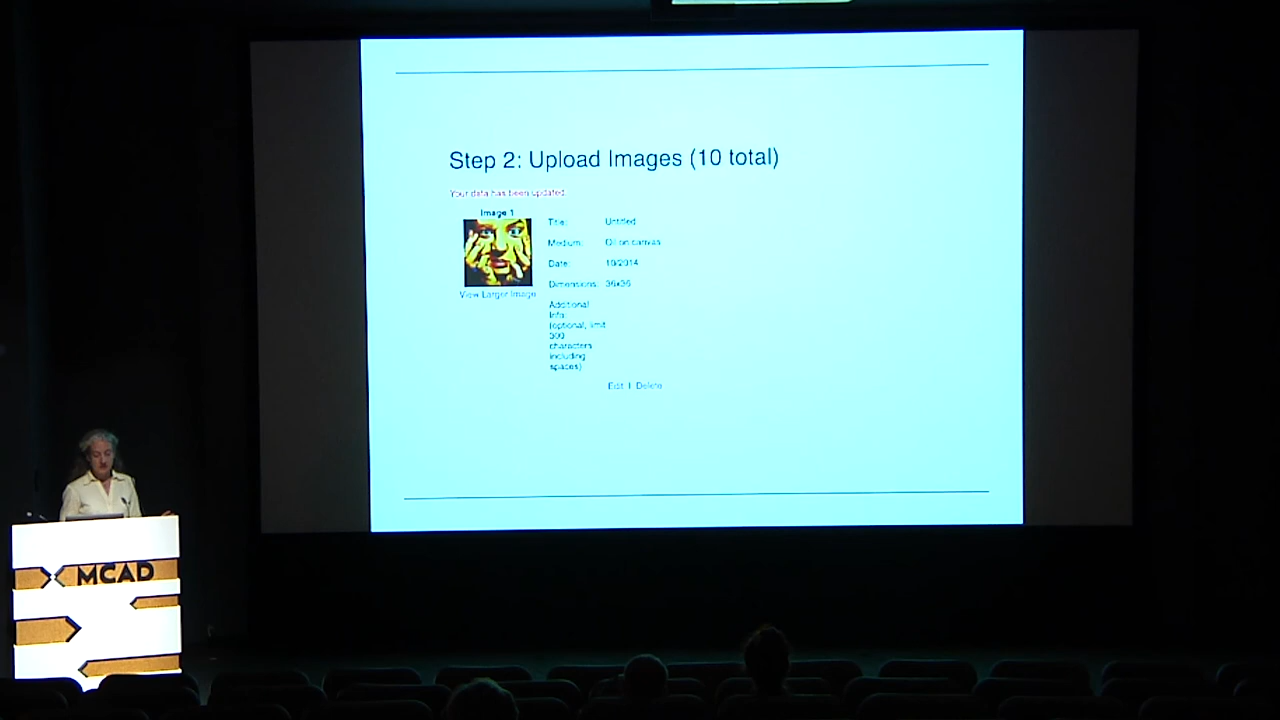 Step 2: Upload Images (10 total)
Your data has been updated.
Image 1
View Larger Image
Title: Untitled
Medium: Oil on canvas
Date: 10/2014
Dimensions: 36x36
Additional
Info
(optional, limit
300
characters
including
spaces)
Edit | Delete
MCAD